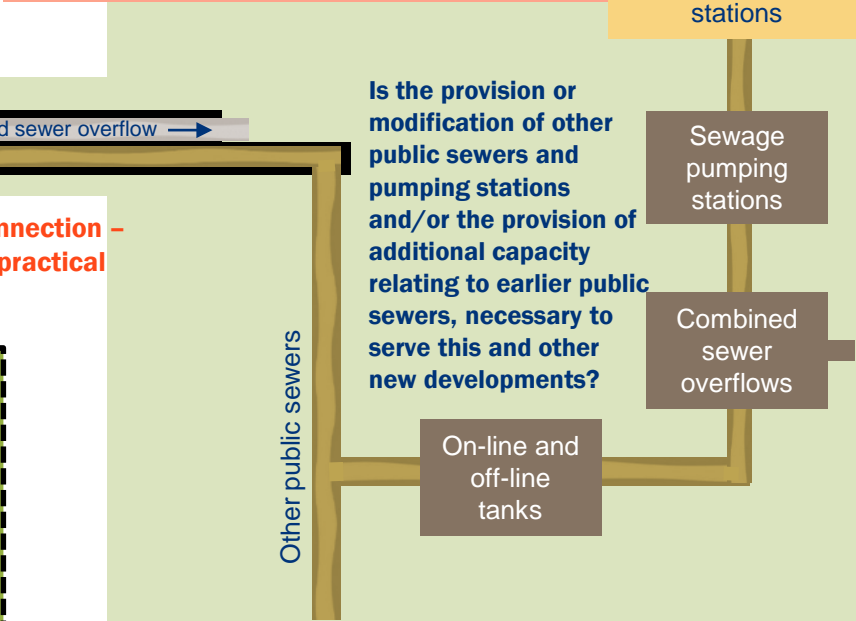 stations
Is the provision or
modification of other
public sewers and
pumping stations
and/or the provision of
additional capacity
relating to earlier public
sewers, necessary to
serve this and other
new developments?
Sewage
pumping
stations
sewer overflow
–
practical
Combined
sewer
overflows
Other public sewers
On-line and
off-line
tanks